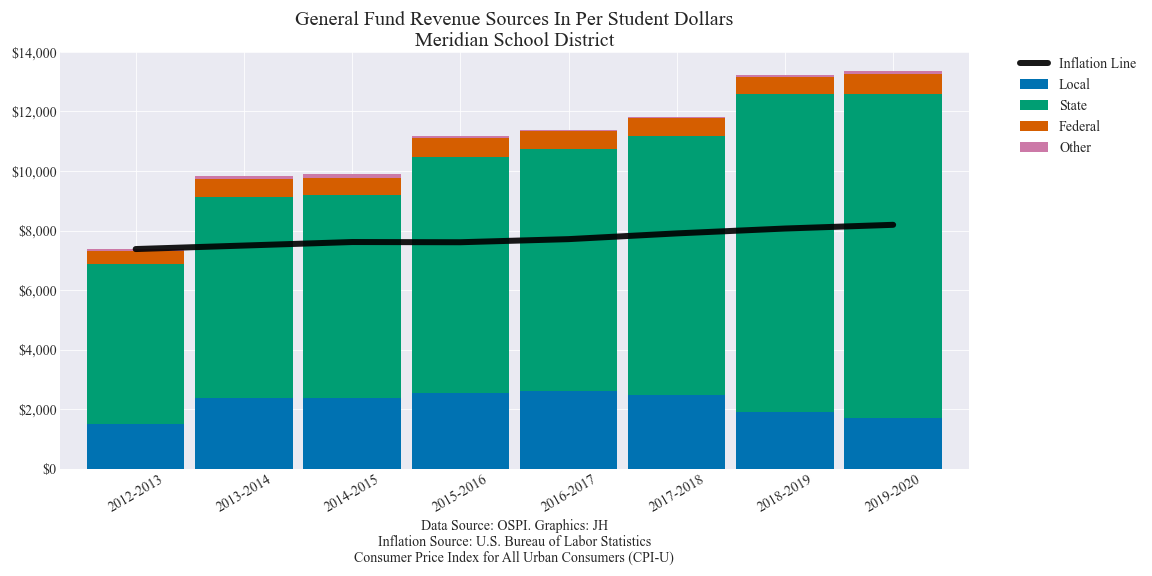 General Fund Revenue Sources In Per Student Dollars
Meridian School District
$14,000
$12,000
$10,000
$8,000
$6,000
$4,000
$2,000
$0
Inflation Line
Local
State
Federal
Other
2012-2013
2013-2014
2014-2015
2015-2016
2016-2017
2017-2018
2018-2019
2019-2020
Data Source: OSPI. Graphics: JH
Inflation Source: U.S. Bureau of Labor Statistics
Consumer Price Index for All Urban Consumers (CPI-U)